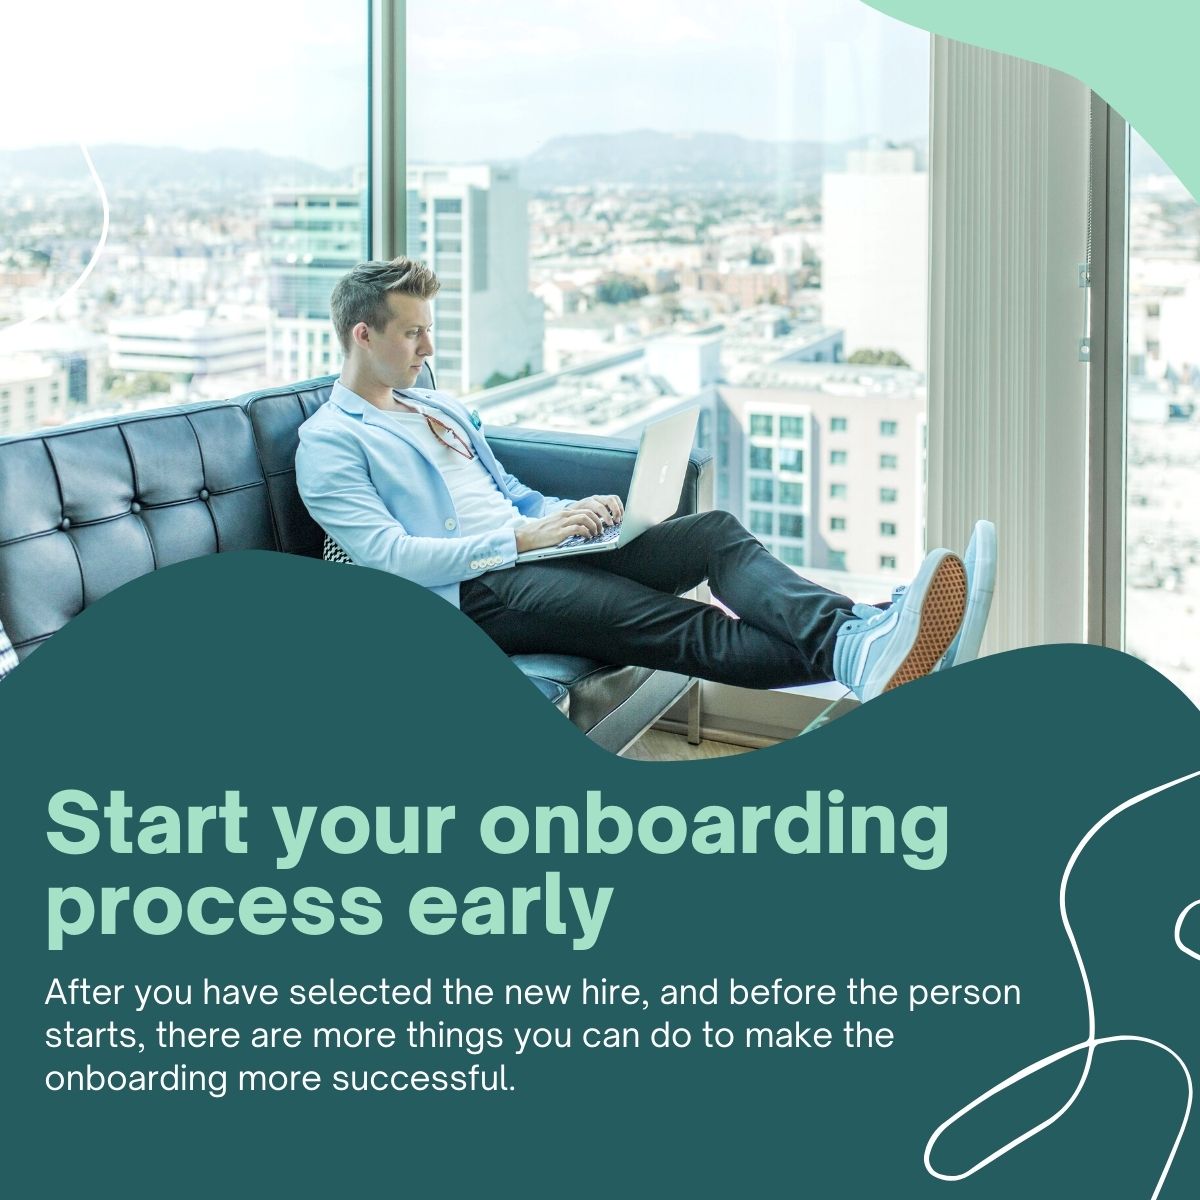 Start your onboarding
process early
After you have selected the new hire, and before the person
starts, there are more things you can do to make the
onboarding more successful.